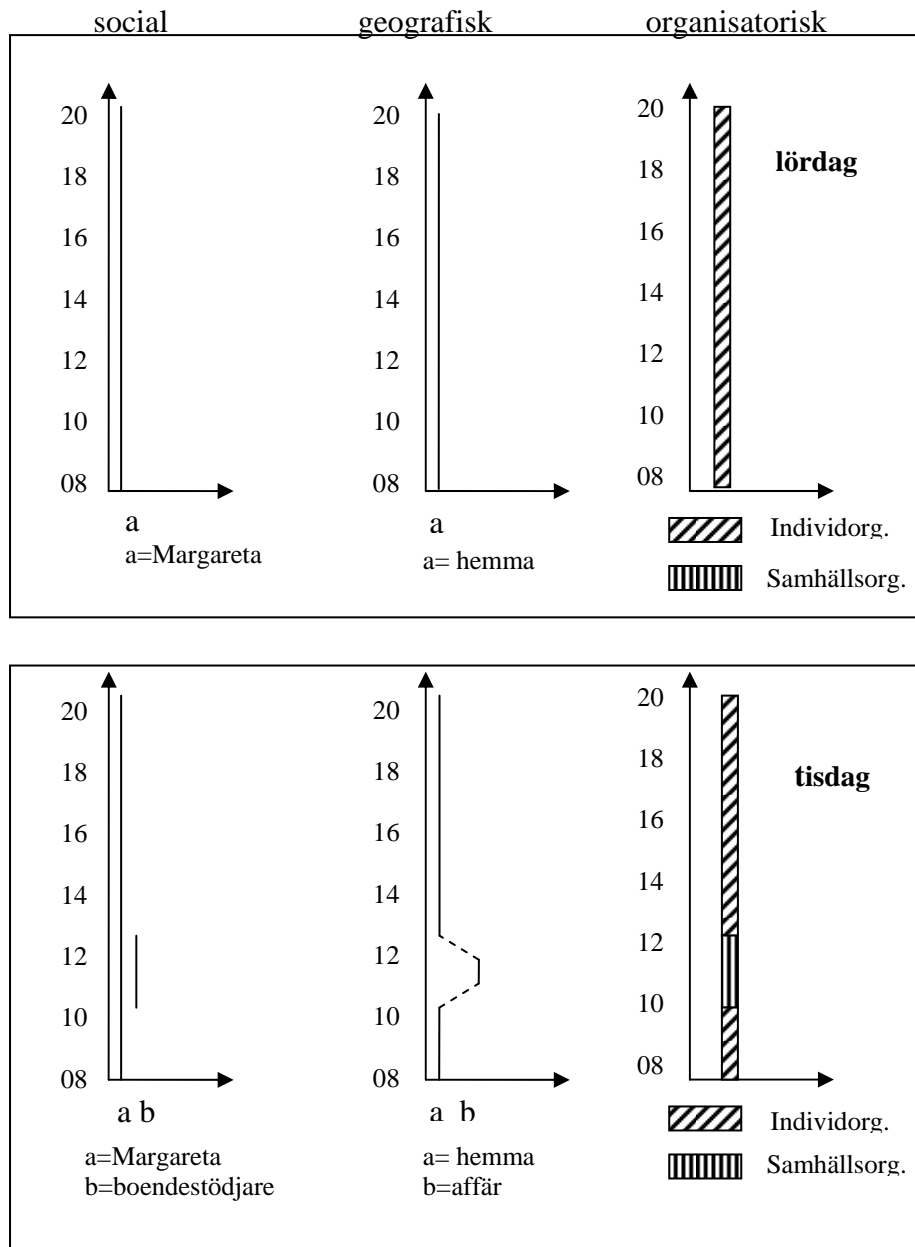 social geografisk organisatorisk
20 20 20
18 18 18 lördag
16 16 16
14 14 14
12 12 12
10 10 10
08 08 08
a a Individorg.
a=Margareta a= hemma Samhällsorg.
20 20 20
18 18 18 tisdag
16 16 16
14 14 14
12 12 12
10 10 10
08 08 08
a b a b Individorg.
a=Margareta a= hemma Samhällsorg.
b=boendestödjare b=affär